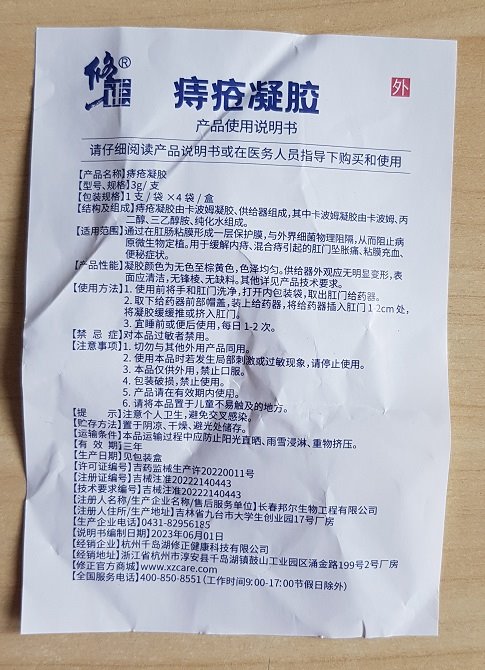 修正®
痔疮凝胶
外
产品使用说明书
请仔细阅读产品说明书或在医务人员指导下购买和使用
【产品名称】痔疮凝胶
【型号、规格】3g/ 支
【包装规格】1 支 / 袋 ×4 袋 / 盒
【结构及组成】痔疮凝胶由卡波姆凝胶、供给器组成,其中卡波姆凝胶由卡波姆、丙
二醇、三乙醇胺、纯化水组成。
【适用范围】通过在肛肠粘膜形成一层保护膜,与外界细菌物理阻隔,从而阻止病
原微生物定植。用于缓解内痔、混合痔引起的肛门坠胀痛、粘膜充血、
便秘症状。
【产品性能】凝胶颜色为无色至棕黄色,色泽均匀。供给器外观应无明显变形,表
面应清洁,无锋棱、无缺料。其他详见产品技术要求。
【使用方法】1. 使用前将手和肛门洗净,打开内包装袋,取出肛门给药器。
2. 取下给药器前部帽盖,装上给药器,将给药器插入肛门 1 2cm 处,
将凝胶缓缓推或挤入肛门。
3. 宜睡前或便后使用,每日 1-2 次。
【禁 忌 症】对本品过敏者禁用。
【注意事项】1. 切勿与其他外用产品同用。
2. 使用本品时若发生局部刺激或过敏现象,请停止使用。
3. 本品仅供外用,禁止口服。
4. 包装破损,禁止使用。
5. 产品请在有效期内使用。
6. 请将本品置于儿童不易触及的地方。
【提 示】注意个人卫生,避免交叉感染。
【贮存方法】置于阴凉、干燥、避光处储存。
【运输条件】本品运输过程中应防止阳光直晒、雨雪浸淋、重物挤压。
【有 效 期】三年
【生产日期】见包装盒
【许可证编号】吉药监械生产许20220011号
【注册证编号】吉械注准20222140443
【技术要求编号】吉械注准20222140443
【注册人名称/生产企业名称/售后服务单位】长春邦尔生物工程有限公司
【注册人住所/生产地址】吉林省九台市大学生创业园17号厂房
【生产企业电话】0431-82956185
【说明书编制日期】2023年06月01日
【经销企业】杭州千岛湖修正健康科技有限公司
【经销地址】浙江省杭州市淳安县千岛湖镇鼓山工业园区涌金路199号2号厂房
【修正官方商城】www.xzcare.com
【全国服务电话】400-850-8551(工作时间9:00-17:00节假日除外)